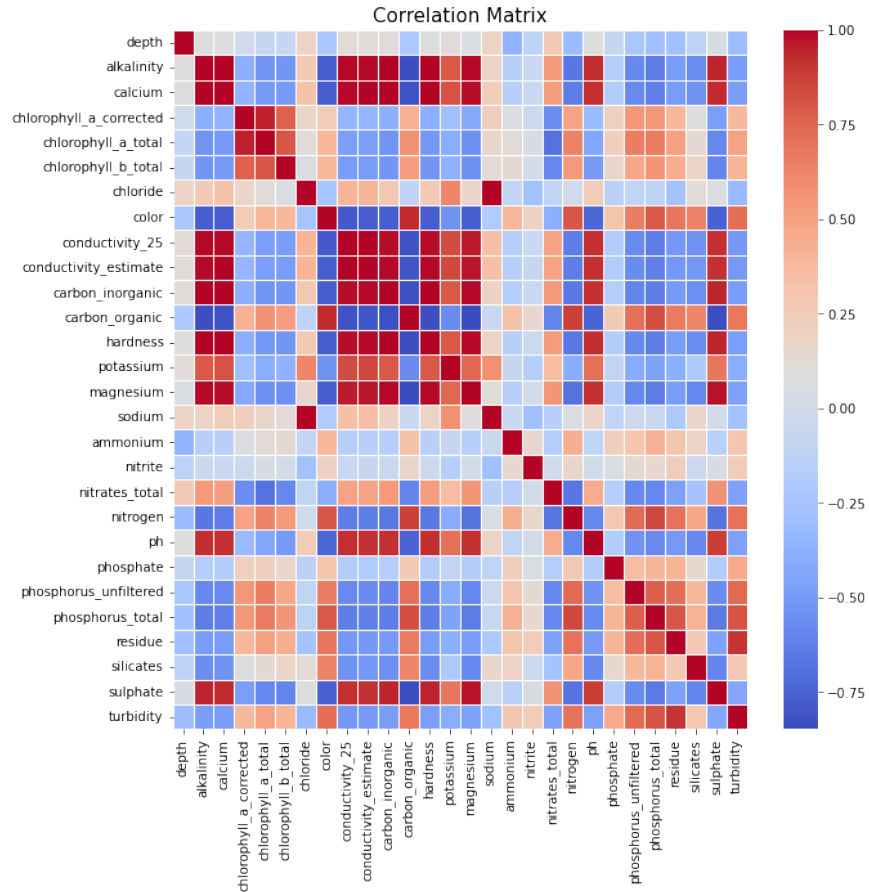 Correlation Matrix
depth
alkalinity
calcium
chlorophyll_a_corrected
chlorophyll_a_total
chlorophyll_b_total
chloride
color
conductivity_25
conductivity_estimate
carbon_inorganic
carbon_organic
hardness
potassium
magnesium
sodium
ammonium
nitrite
nitrates_total
nitrogen
ph
phosphate
phosphorus_unfiltered
phosphorus_total
residue
silicates
sulphate
turbidity
depth
alkalinity
calcium
chlorophyll_a_corrected
chlorophyll_a_total
chlorophyll_b_total
chloride
color
conductivity_25
conductivity_estimate
carbon_inorganic
carbon_organic
hardness
potassium
magnesium
sodium
ammonium
nitrite
nitrates_total
nitrogen
ph
phosphate
phosphorus_unfiltered
phosphorus_total
residue
silicates
sulphate
turbidity
1.00
0.75
0.50
0.25
0.00
−0.25
−0.50
−0.75